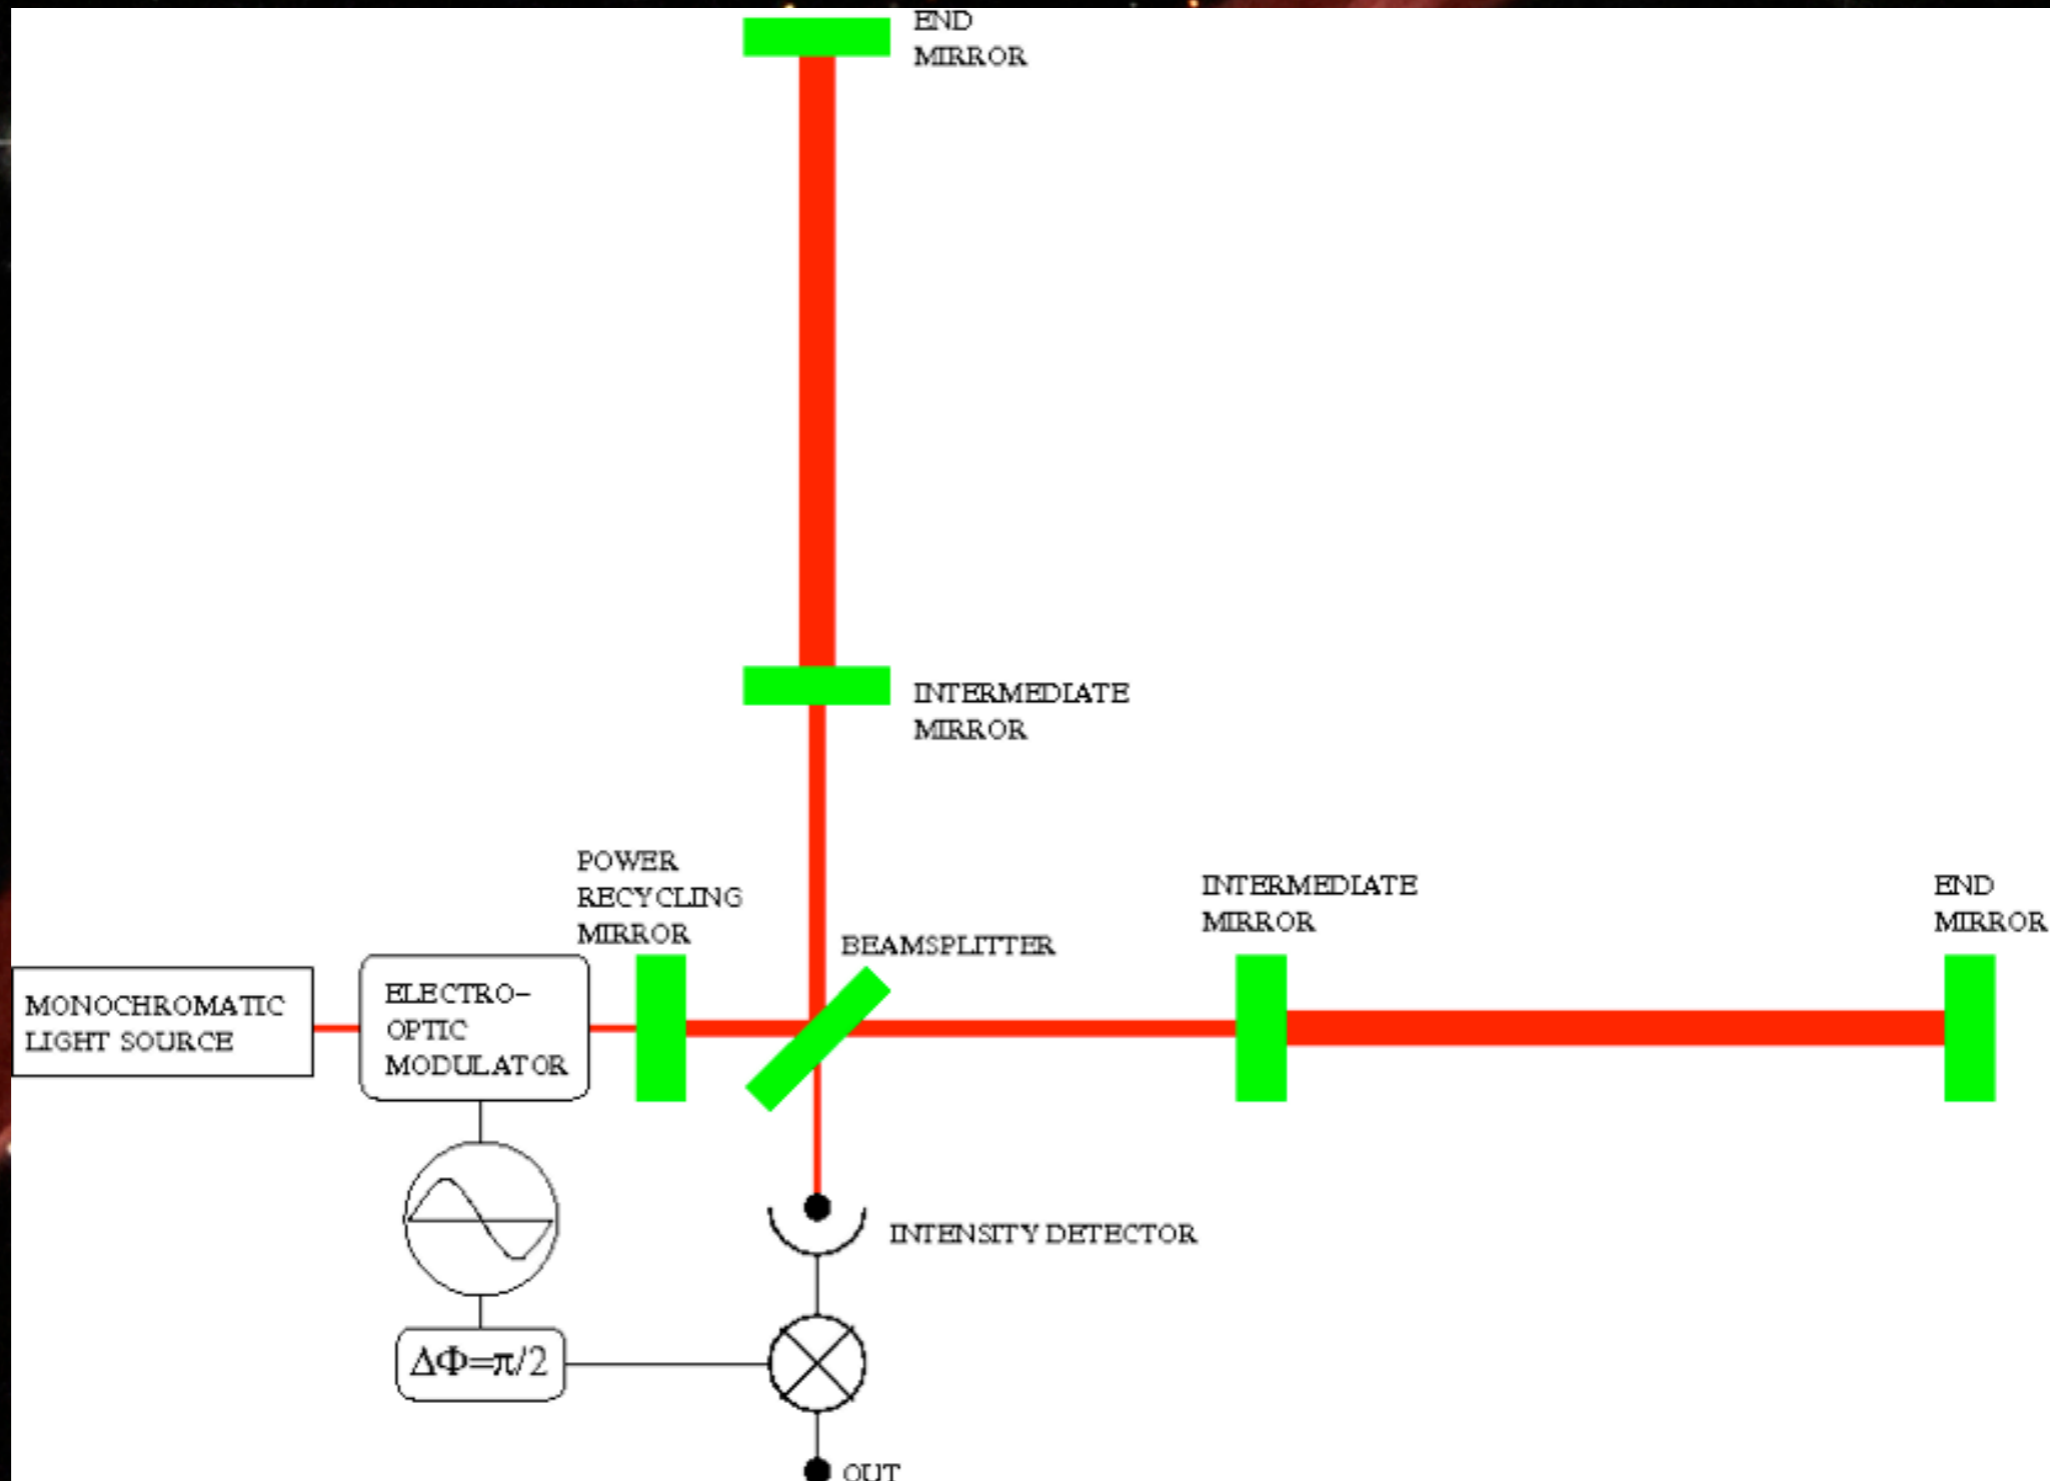 END
MIRROR
INTERMEDIATE
MIRROR
POWER
RECYCLING
MIRROR
BEAMSPLITTER
INTERMEDIATE
MIRROR
END
MIRROR
MONOCHROMATIC
LIGHT SOURCE
ELECTRO-
OPTIC
MODULATOR
INTENSITY DETECTOR
ΔΦ=π/2
OUT